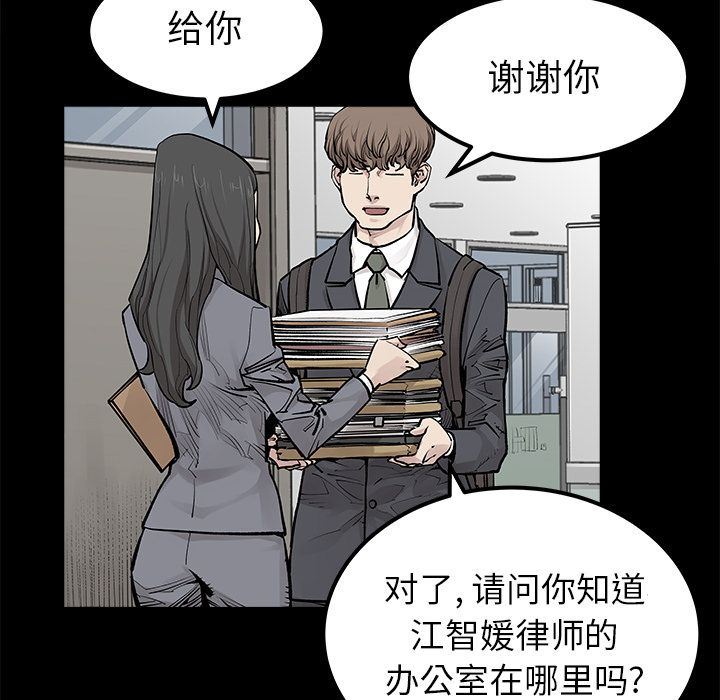 给你
谢谢你
对了, 请问你知道
江智媛律师的
办公室在哪里吗?